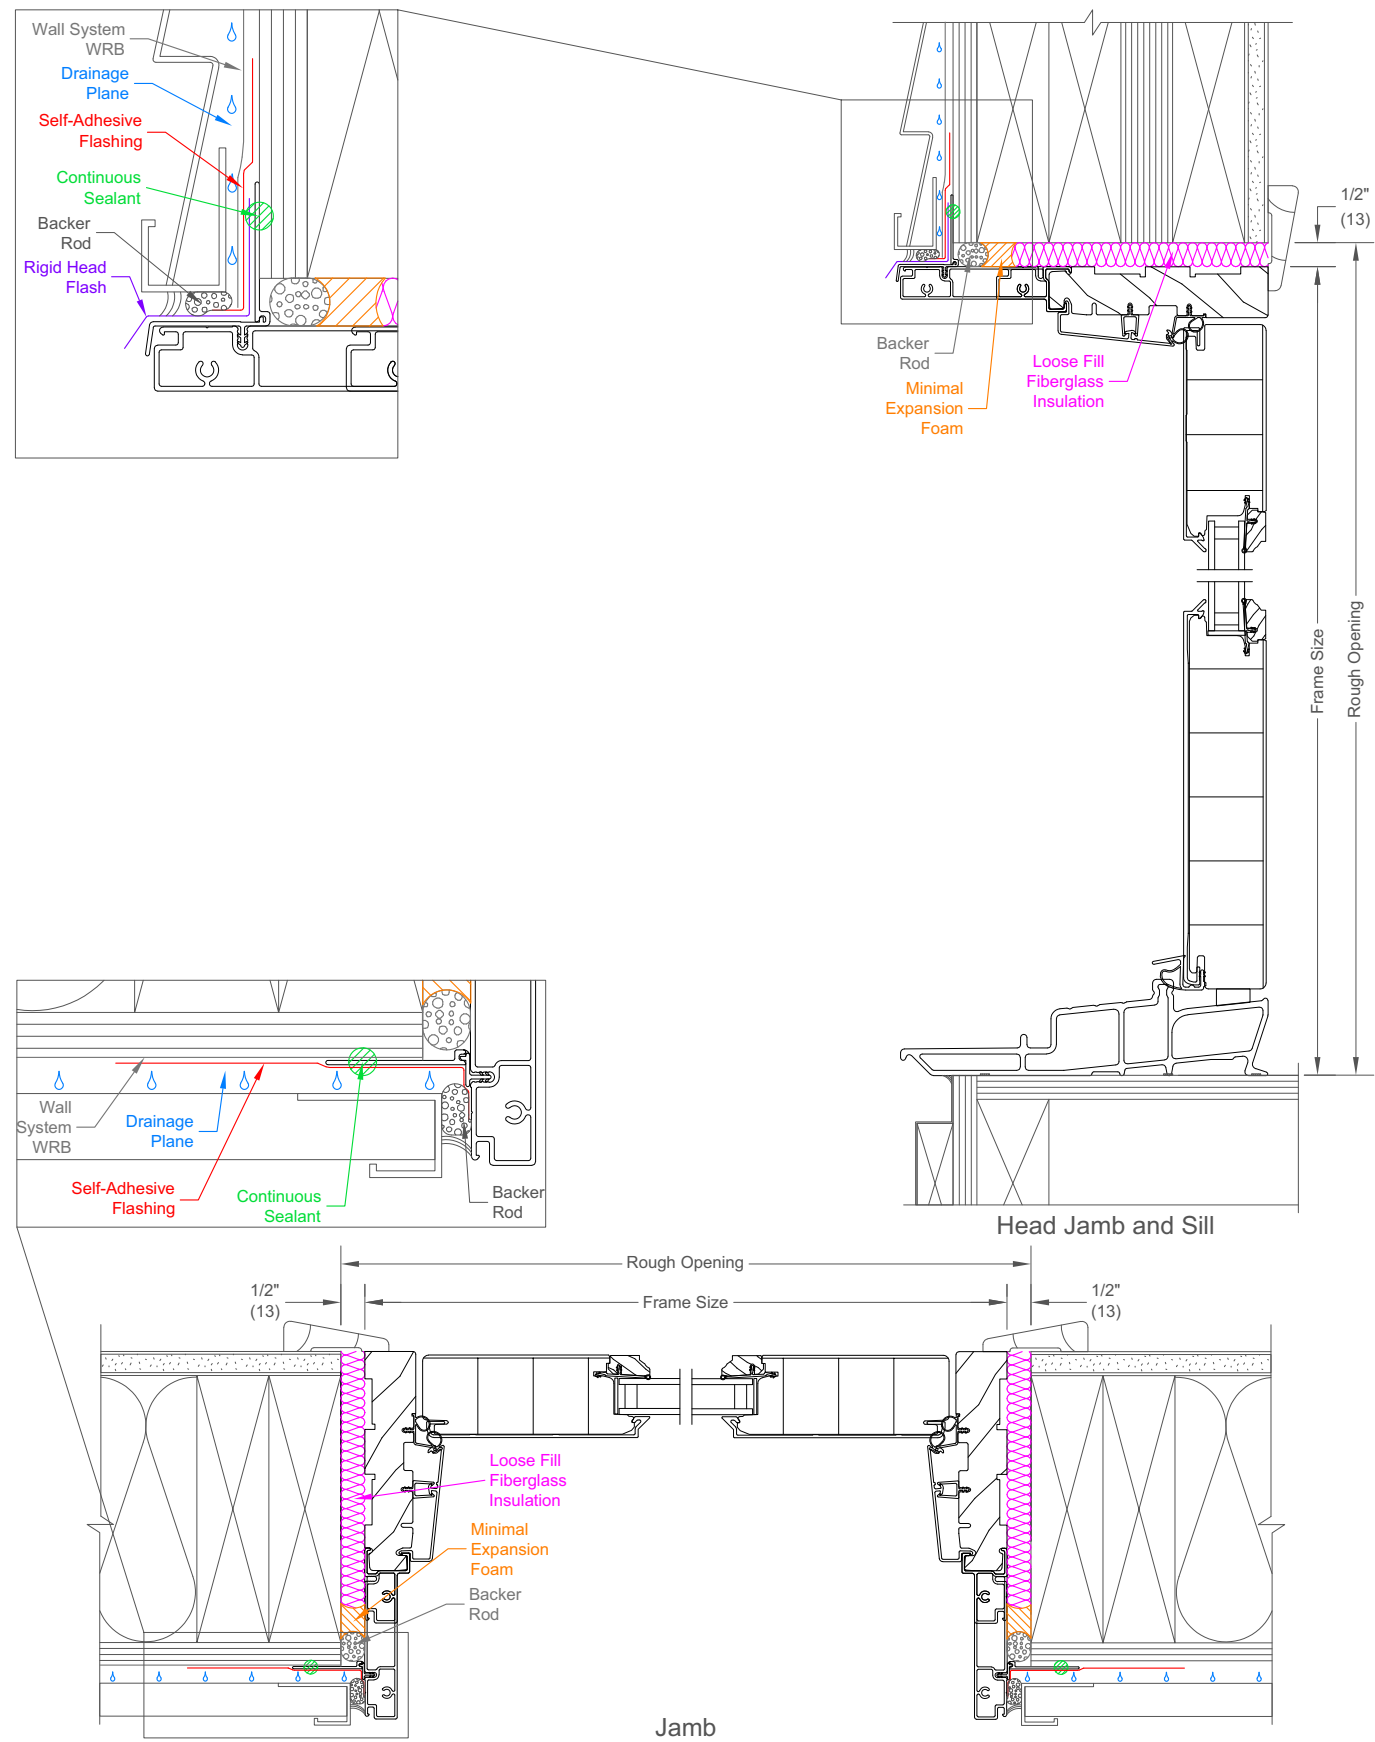 Wall System
WRB
Drainage
Plane
Self-Adhesive
Flashing
Continuous
Sealant
Backer
Rod
Rigid Head
Flash
1/2"
(13)
Backer
Rod
Minimal
Expansion
Foam
Loose Fill
Fiberglass
Insulation
Frame Size
Rough Opening
Wall
System
WRB
Drainage
Plane
Self-Adhesive
Flashing
Continuous
Sealant
Backer
Rod
Head Jamb and Sill
Rough Opening
1/2"
(13)
Frame Size
1/2"
(13)
Loose Fill
Fiberglass
Insulation
Minimal
Expansion
Foam
Backer
Rod
Jamb